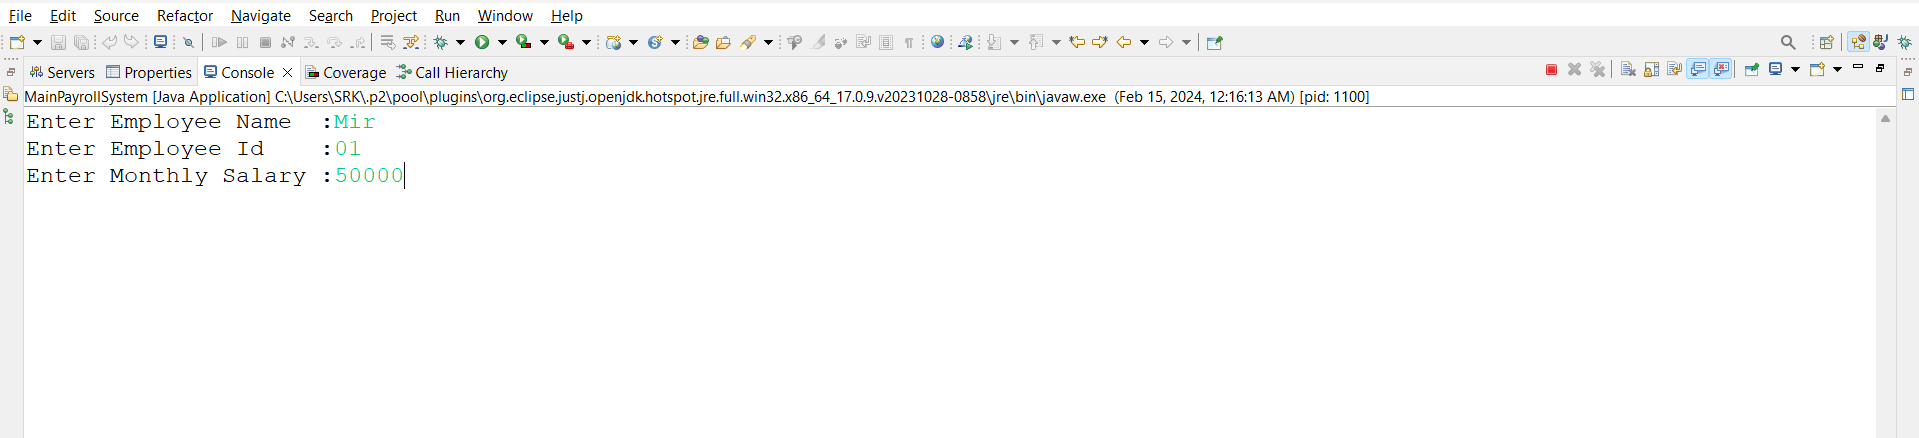 File Edit Source Refactor Navigate Search Project Run Window Help
Servers Properties Console Coverage Call Hierarchy
MainPayrollSystem [Java Application] C:\Users\SRK\.p2\pool\plugins\org.eclipse.justj.openjdk.hotspot.jre.full.win32.x86_64_17.0.9.v20231028-0858\jre\bin\javaw.exe (Feb 15, 2024, 12:16:13 AM) [pid: 1100]
Enter Employee Name  :Mir
Enter Employee Id    :01
Enter Monthly Salary :50000